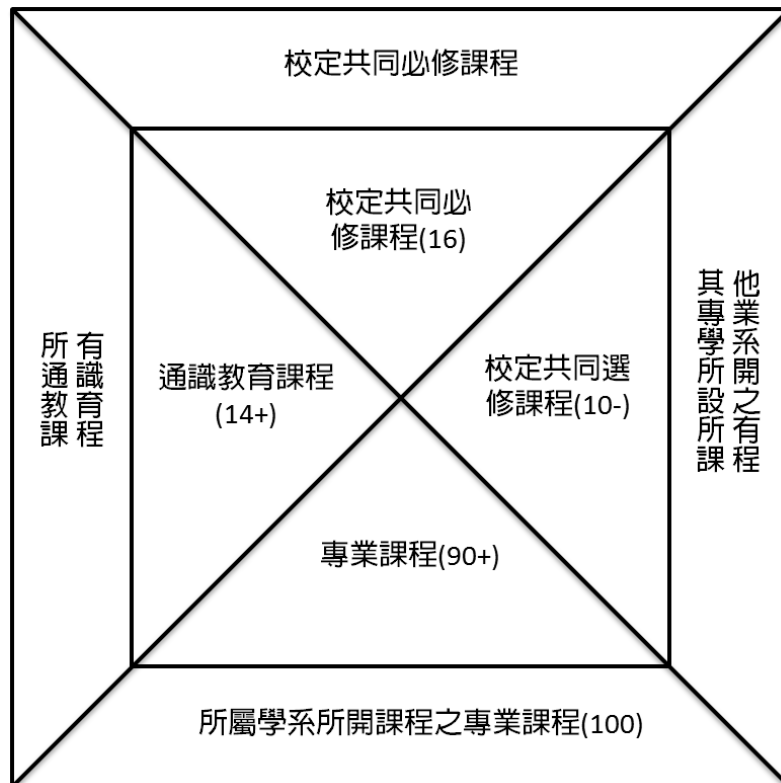 校定共同必修課程
校定共同必
修課程(16)
所有
通識
教育
課程
通識教育課程
(14+)
校定共同選
修課程(10-)
其他
專業
學系
所開
設之
所有
課程
專業課程(90+)
所屬學系所開課程之專業課程(100)